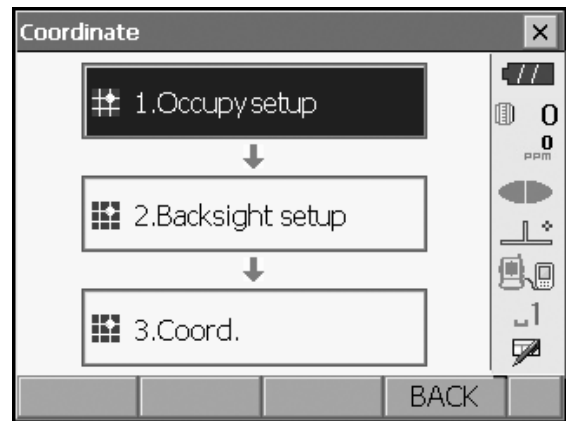 Coordinate
1.Occupy setup
0
0
PPM
2.Backsight setup
3.Coord.
1
BACK